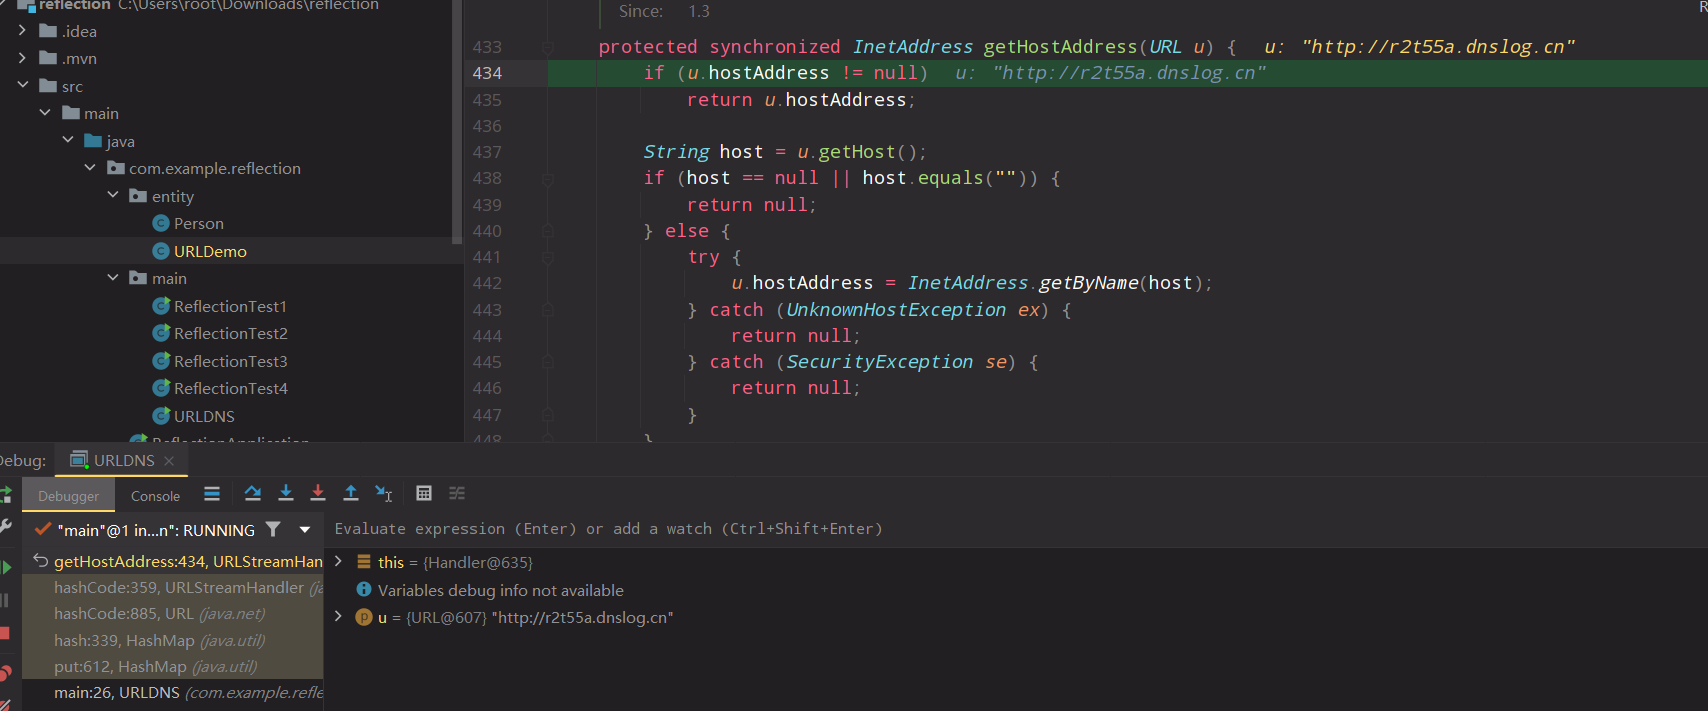 reflection C:\Users\root\Downloads\reflection
.idea
.mvn
src
main
java
com.example.reflection
entity
Person
URLDemo
main
ReflectionTest1
ReflectionTest2
ReflectionTest3
ReflectionTest4
URLDNS
ReflectionApplication
Since: 1.3
R
433 protected synchronized InetAddress getHostAddress(URL u) { u: "http://r2t55a.dnslog.cn"
434 if (u.hostAddress != null) u: "http://r2t55a.dnslog.cn"
435 return u.hostAddress;
436
437 String host = u.getHost();
438 if (host == null || host.equals("")) {
439 return null;
440 } else {
441 try {
442 u.hostAddress = InetAddress.getByName(host);
443 } catch (UnknownHostException ex) {
444 return null;
445 } catch (SecurityException se) {
446 return null;
447 }
448 }
Debug: URLDNS
Debugger Console
"main"@1 in...n": RUNNING
Evaluate expression (Enter) or add a watch (Ctrl+Shift+Enter)
getHostAddress:434, URLStreamHan
hashCode:359, URLStreamHandler (ja
hashCode:885, URL (java.net)
hash:339, HashMap (java.util)
put:612, HashMap (java.util)
main:26, URLDNS (com.example.refle
this = {Handler@635}
Variables debug info not available
u = {URL@607} "http://r2t55a.dnslog.cn"